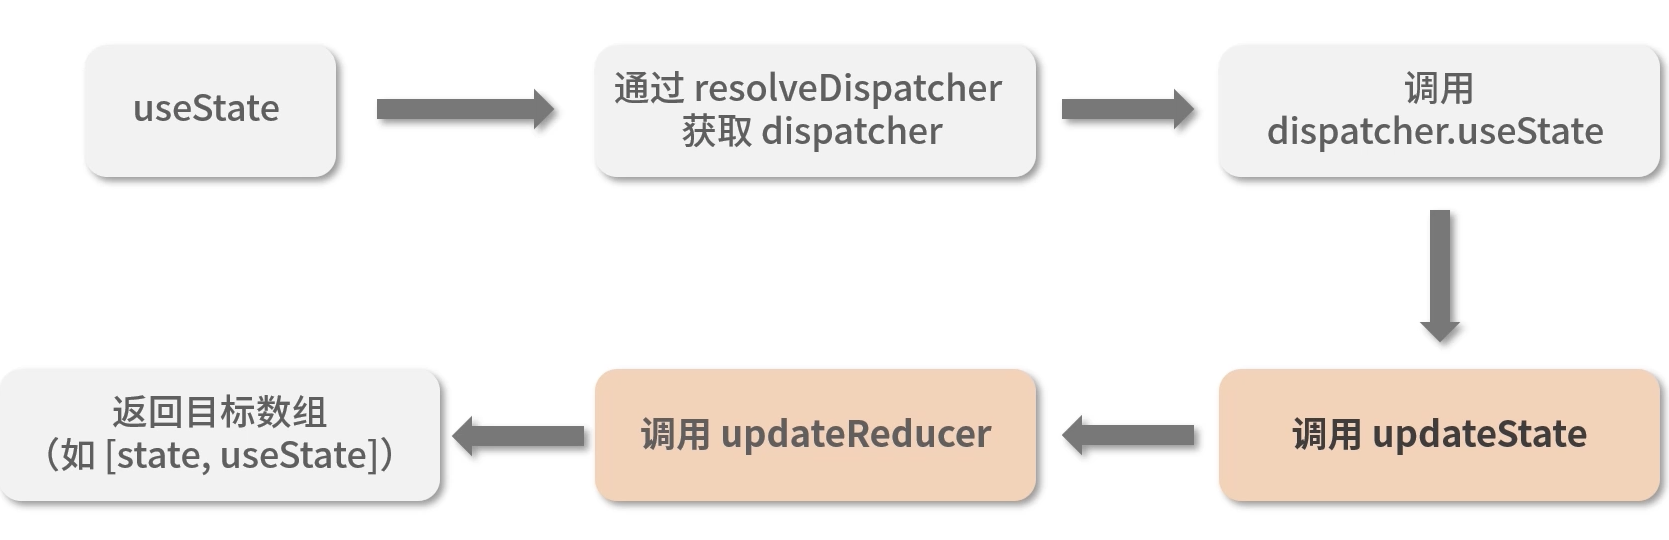 useState
通过 resolveDispatcher
获取 dispatcher
调用
dispatcher.useState
调用 updateState
调用 updateReducer
返回目标数组
（如 [state, useState]）